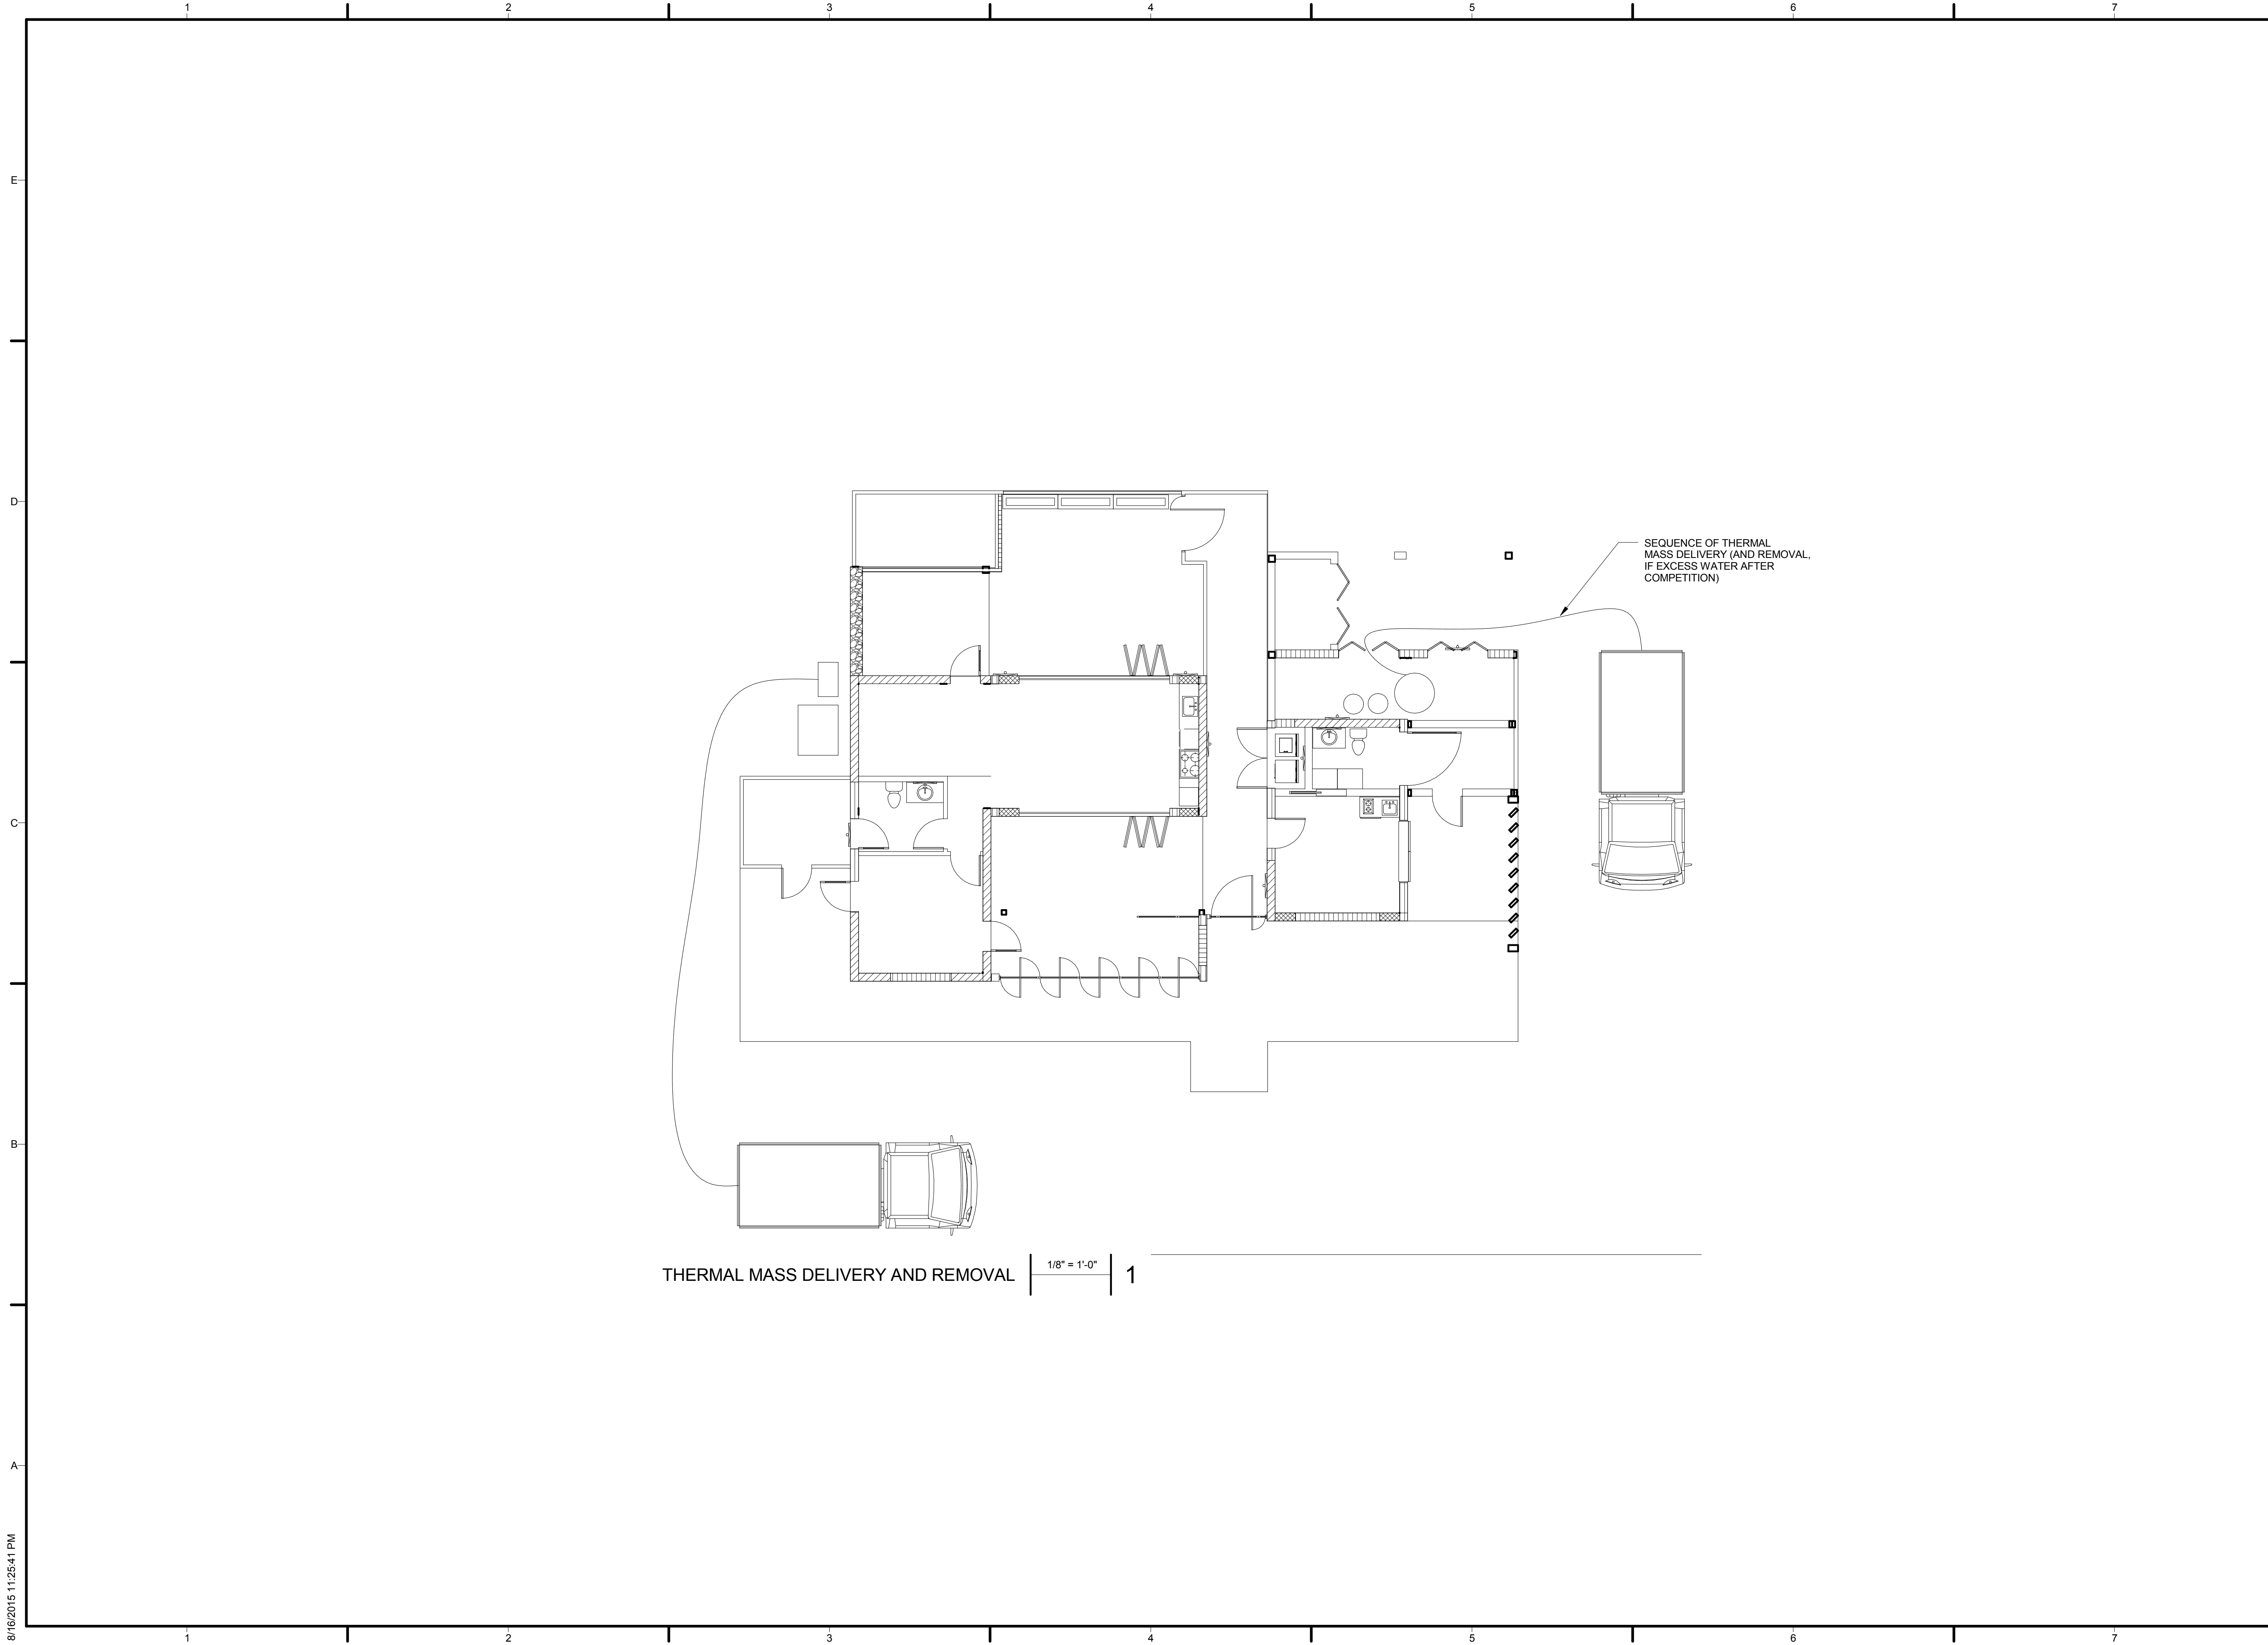 1 2 3 4 5 6 7
E
D
SEQUENCE OF THERMAL
MASS DELIVERY (AND REMOVAL,
IF EXCESS WATER AFTER
COMPETITION)
C
B
THERMAL MASS DELIVERY AND REMOVAL
1/8" = 1'-0"
1
A
8/16/2015 11:25:41 PM
1 2 3 4 5 6 7